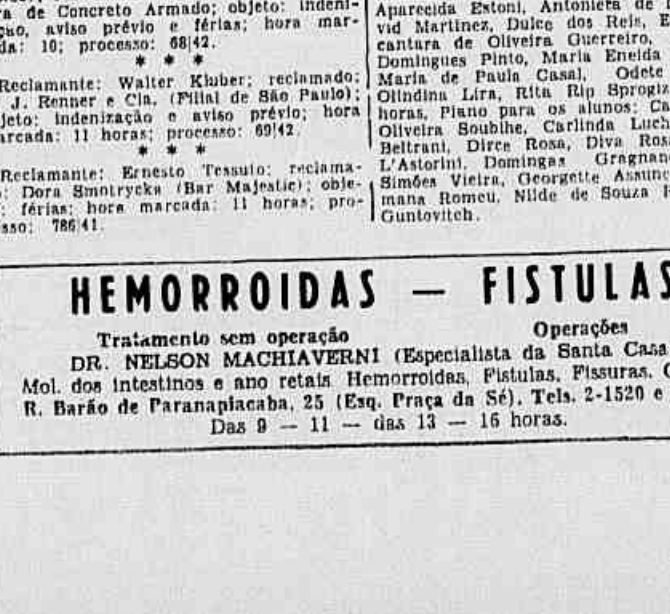 a de Concreto Armado; objeto: indeni-
ção, aviso prévio e férias; hora mar-
da: 10; processo: 68|42.
* * *
Reclamante: Walter Kluber; reclamado:
J. Renner e Cia. (Filial de São Paulo);
jeto: indenização e aviso prévio; hora
arcada: 11 horas; processo: 69|42.
* * *
Reclamante: Ernesto Tessuto; reclama-
: Dora Smotrycka (Bar Majestic); obje-
: férias; hora marcada: 11 horas; pro-
sso: 786|41.
Aparecida Estoni, Antonieta de
vid Martinez, Dulce dos Reis, E
cantara de Oliveira Guerreiro,
Domingues Pinto, Maria Eneida
Maria de Paula Casal, Odete
Olindina Lira, Rita Rip Sprogiz
horas, Piano para os alunos: Ca
Oliveira Soubihe, Carlinda Luch
Beltrani, Dirce Rosa, Diva Rosa
L'Astorini, Domingas Gragnan
Simões Vieira, Georgette Assunç
mana Romeu, Nilde de Souza
Guntovitch.
HEMORROIDAS — FISTULAS
Tratamento sem operação Operações
DR. NELSON MACHIAVERNI (Especialista da Santa Casa
Mol. dos intestinos e ano retais Hemorroidas, Fistulas, Fissuras, C
R. Barão de Paranapiacaba, 25 (Esq. Praça da Sé). Tels. 2-1520 e
Das 9 — 11 — das 13 — 16 horas.